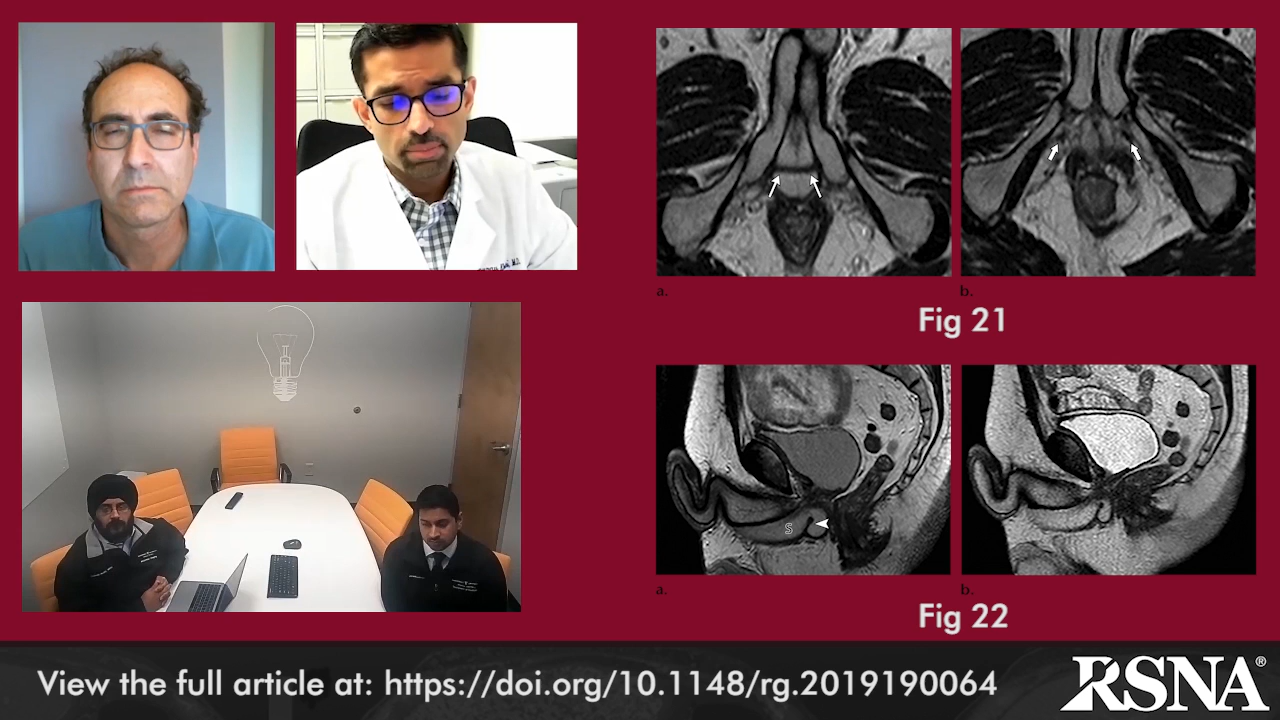 a.
b.
Fig 21
S
a.
b.
Fig 22
View the full article at: https://doi.org/10.1148/rg.2019190064
RSNA®